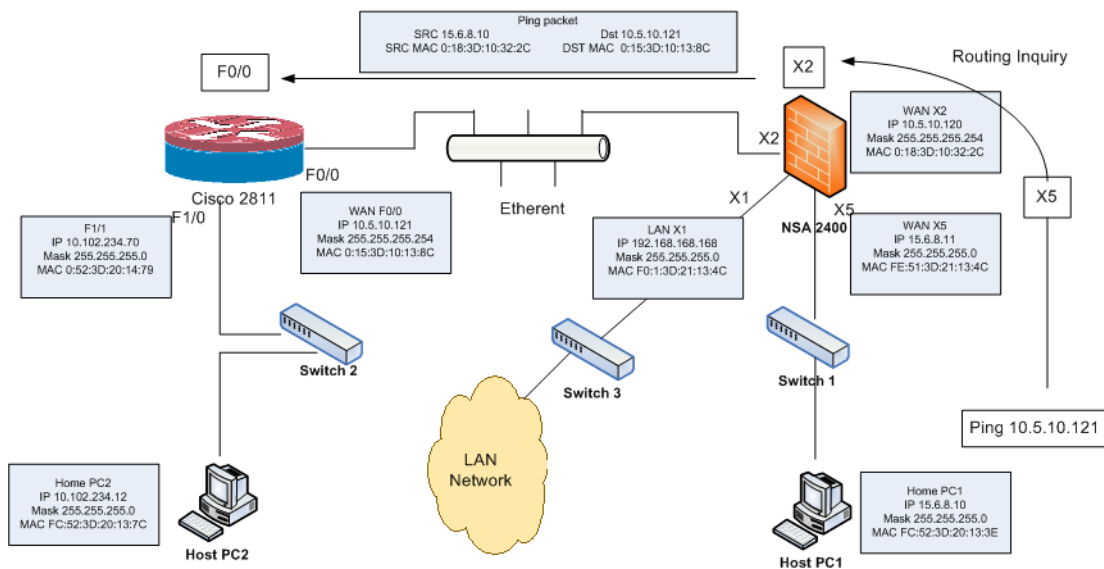 Ping packet
SRC 15.6.8.10 Dst 10.5.10.121
SRC MAC 0:18:3D:10:32:2C DST MAC 0:15:3D:10:13:8C
F0/0
X2
Routing Inquiry
WAN X2
IP 10.5.10.120
Mask 255.255.255.254
MAC 0:18:3D:10:32:2C
X2
F0/0
Cisco 2811
Etherent
X1
X5
NSA 2400
X5
F1/0
F1/1
IP 10.102.234.70
Mask 255.255.255.0
MAC 0:52:3D:20:14:79
WAN F0/0
IP 10.5.10.121
Mask 255.255.255.254
MAC 0:15:3D:10:13:8C
LAN X1
IP 192.168.168.168
Mask 255.255.255.0
MAC F0:1:3D:21:13:4C
WAN X5
IP 15.6.8.11
Mask 255.255.255.0
MAC FE:51:3D:21:13:4C
Switch 2
Switch 3
Switch 1
Ping 10.5.10.121
LAN
Network
Home PC2
IP 10.102.234.12
Mask 255.255.255.0
MAC FC:52:3D:20:13:7C
Host PC2
Home PC1
IP 15.6.8.10
Mask 255.255.255.0
MAC FC:52:3D:20:13:3E
Host PC1